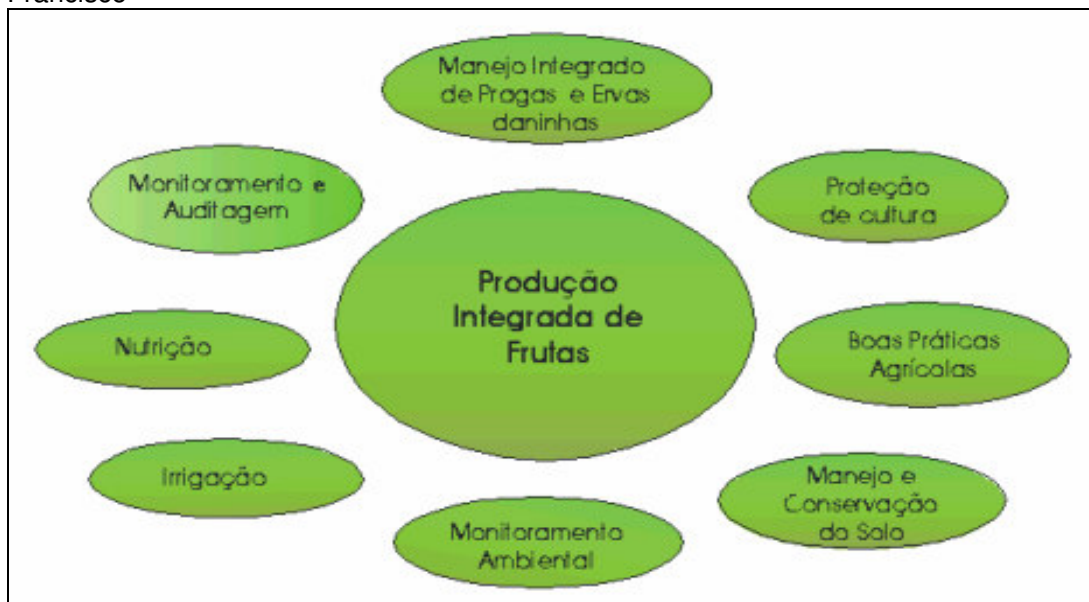 Francisco
Manejo Integrado
de Pragas e Ervas
daninhas
Monitoramento e
Auditagem
Proteção
de cultura
Produção
Integrada de
Frutas
Nutrição
Boas Práticas
Agrícolas
Irrigação
Manejo e
Conservação
do Solo
Monitoramento
Ambiental